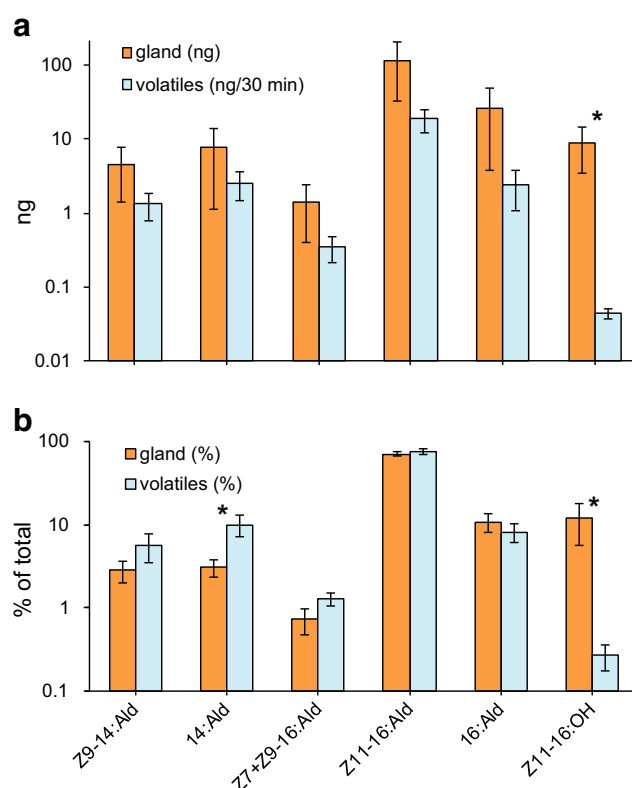 a
gland (ng)
volatiles (ng/30 min)
100
10
1
0.1
0.01
ng
*
b
gland (%)
volatiles (%)
100
10
1
0.1
% of total
*
*
Z9-14:Ald
14:Ald
Z7+Z9-16:Ald
Z11-16:Ald
16:Ald
Z11-16:OH